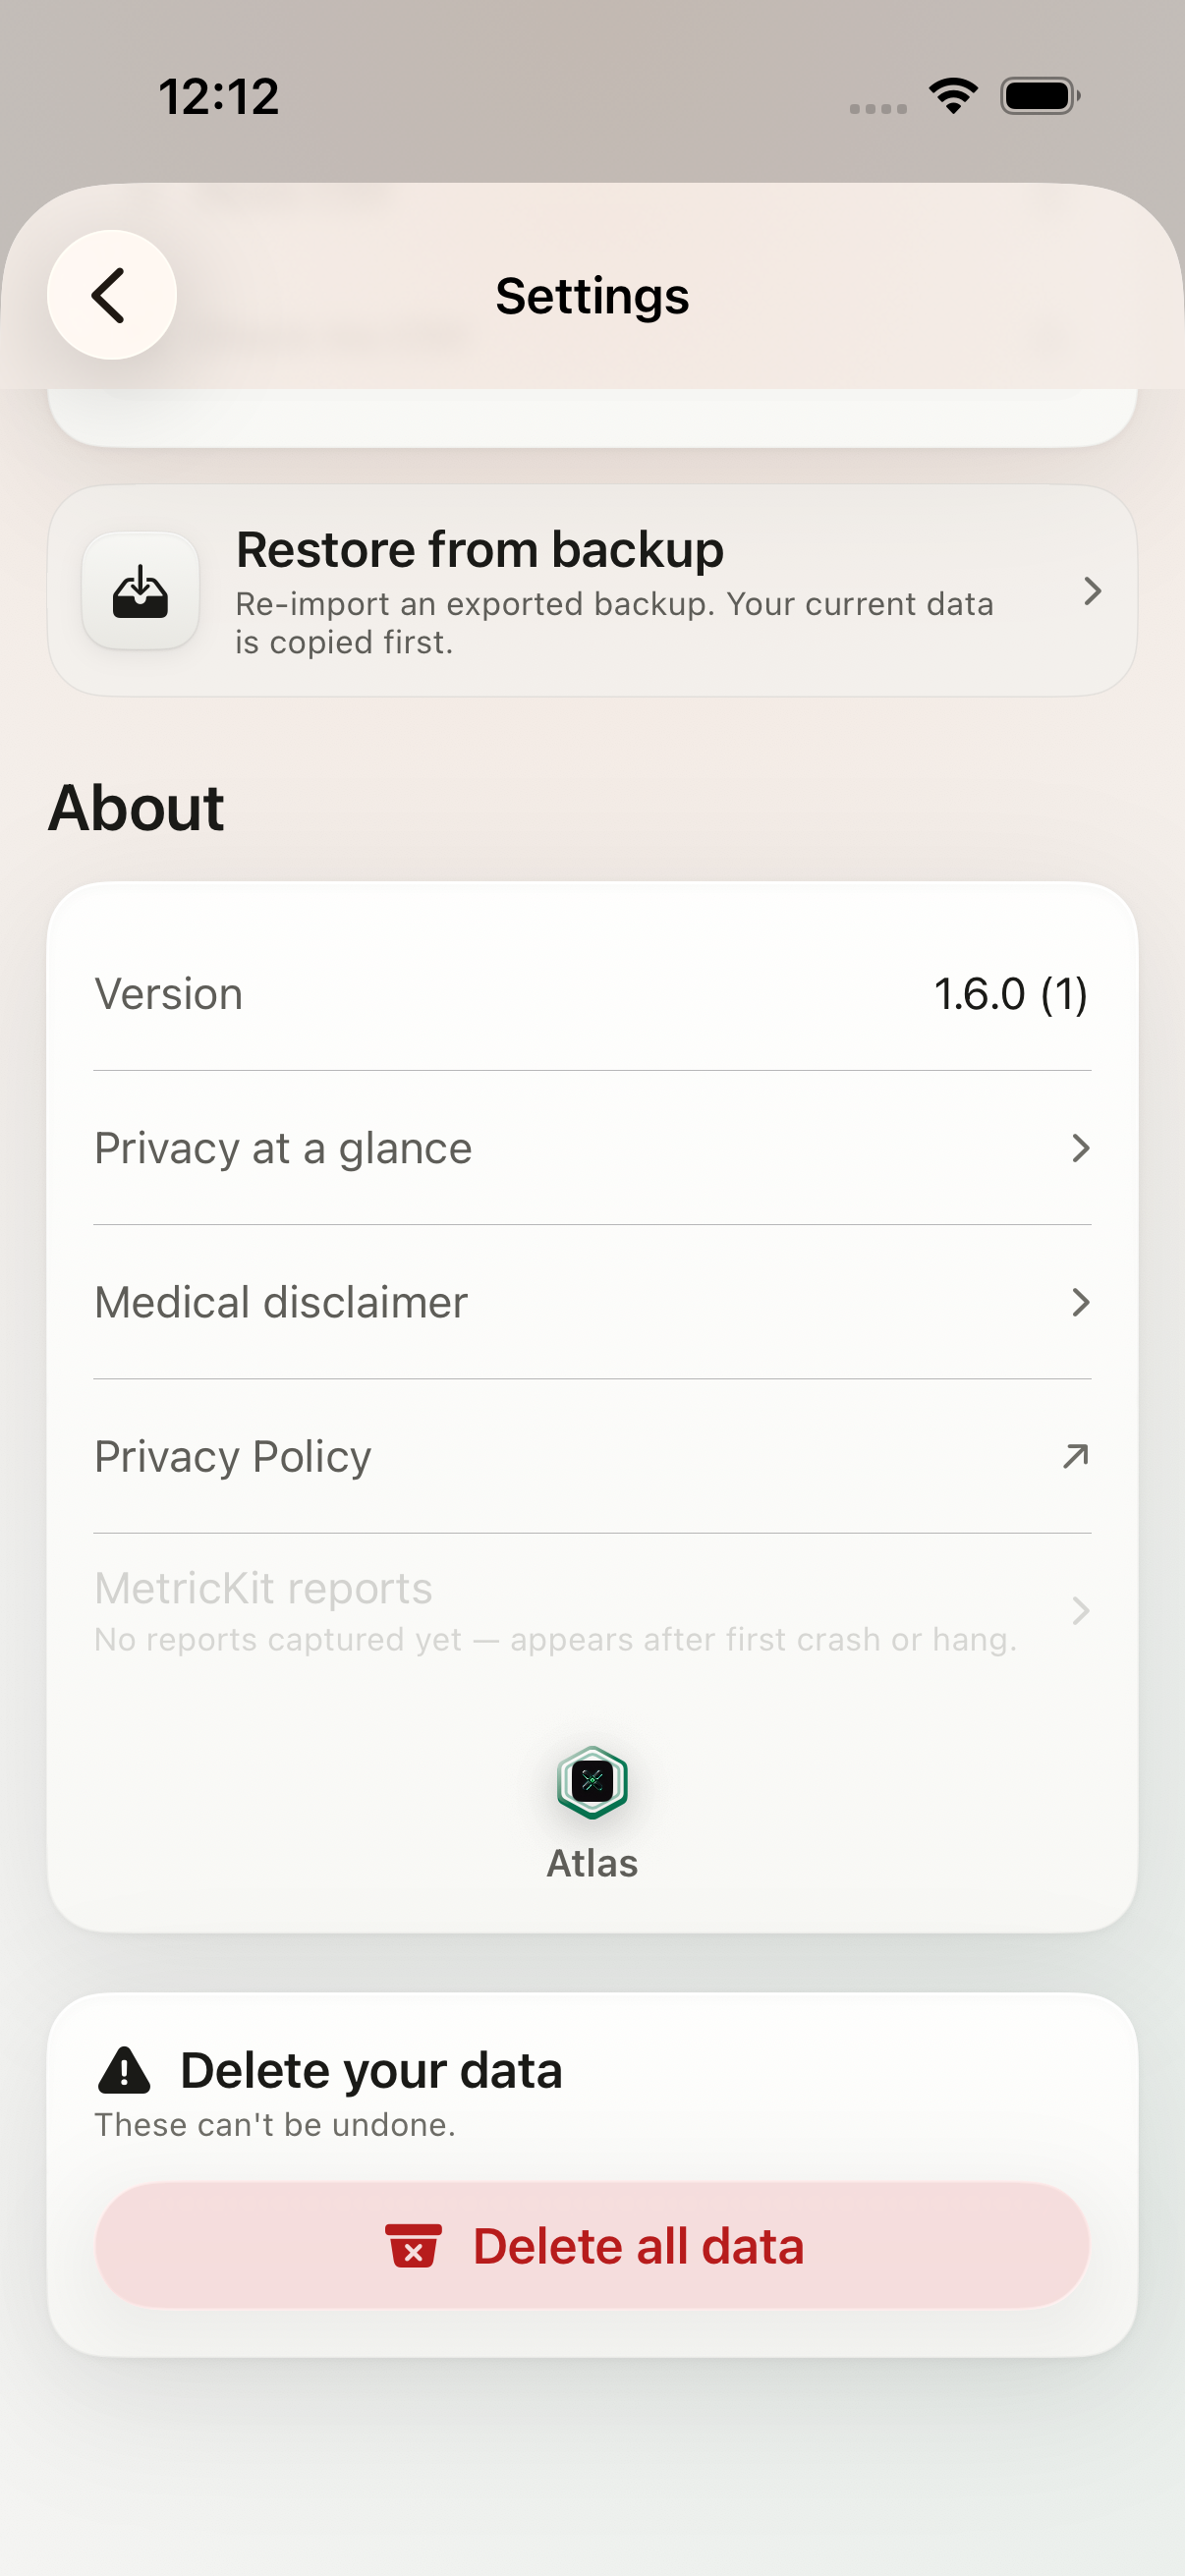 12:12
Settings
Restore from backup
Re-import an exported backup. Your current data
is copied first.
About
Version 1.6.0 (1)
Privacy at a glance
Medical disclaimer
Privacy Policy
MetricKit reports
No reports captured yet — appears after first crash or hang.
Atlas
Delete your data
These can't be undone.
Delete all data